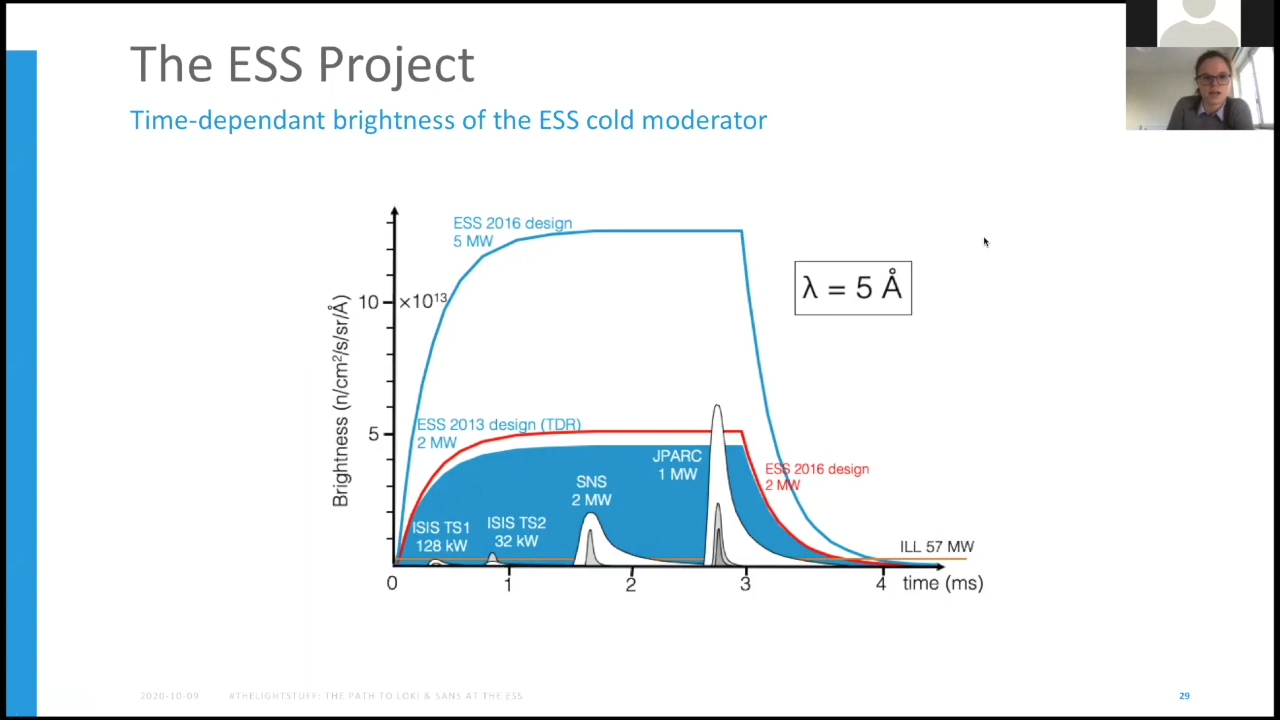 The ESS Project
Time-dependant brightness of the ESS cold moderator
ESS 2016 design
5 MW
λ = 5 Å
10
×10¹³
Brightness (n/cm²/s/sr/Å)
ESS 2013 design (TDR)
2 MW
5
JPARC
1 MW
ESS 2016 design
2 MW
SNS
2 MW
ISIS TS1
128 kW
ISIS TS2
32 kW
ILL 57 MW
0
1
2
3
4
time (ms)
2020-10-09
#THELIGHTSTUFF: THE PATH TO LOKI & SANS AT THE ESS
29